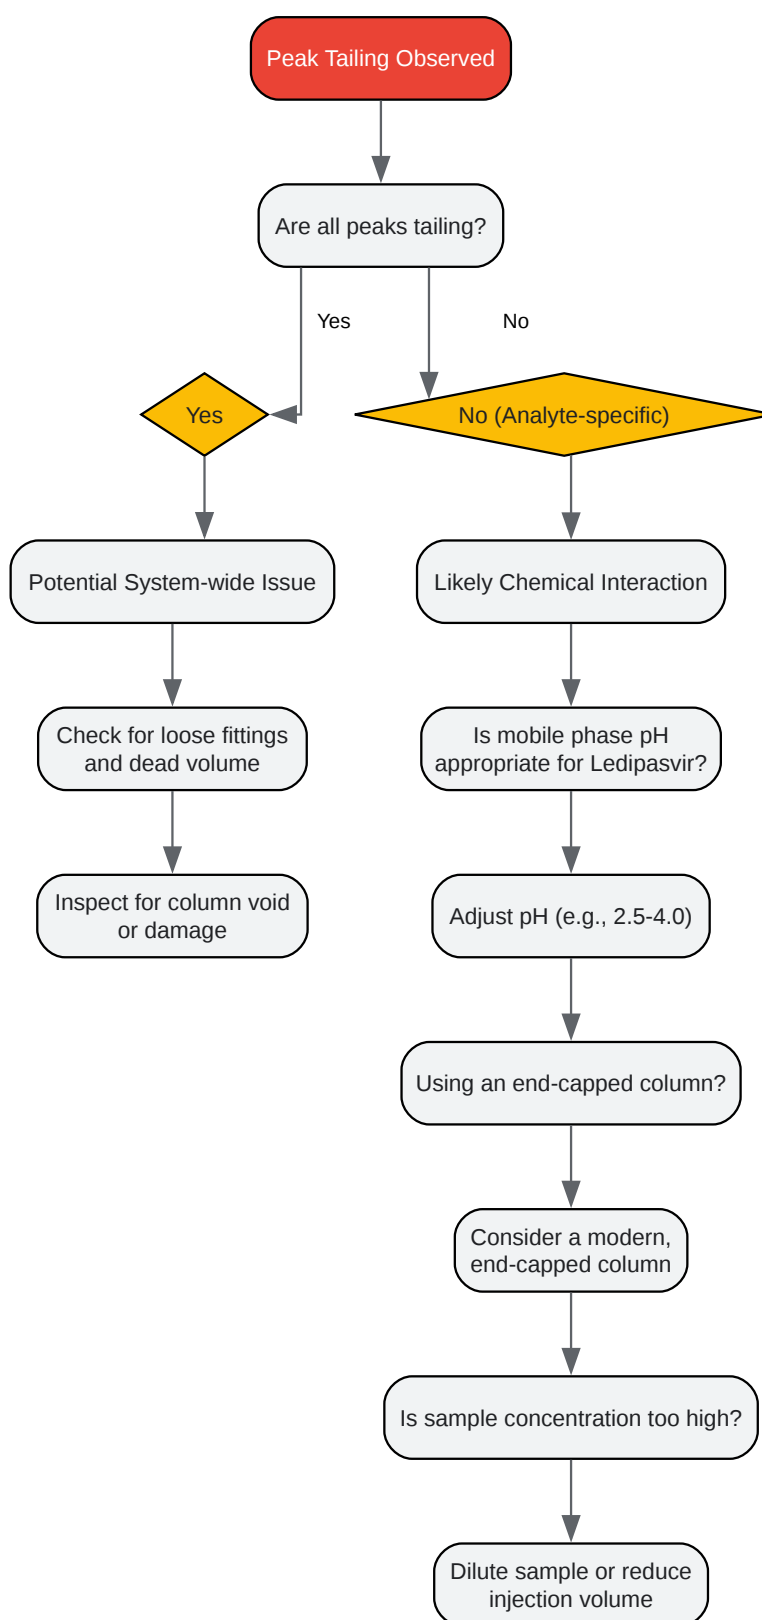 Peak Tailing Observed
Are all peaks tailing?
Yes
No
Yes
No (Analyte-specific)
Potential System-wide Issue
Likely Chemical Interaction
Check for loose fittings
and dead volume
Is mobile phase pH
appropriate for Ledipasvir?
Inspect for column void
or damage
Adjust pH (e.g., 2.5-4.0)
Using an end-capped column?
Consider a modern,
end-capped column
Is sample concentration too high?
Dilute sample or reduce
injection volume